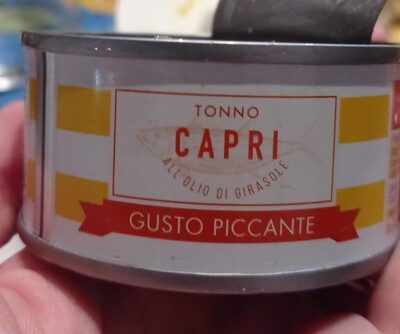 TONNO
CAPRI
ALL'OLIO DI GIRASOLE
GUSTO PICCANTE